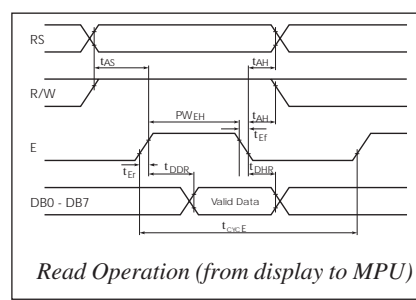 RS
tAS tAH
R/W
PWEH tAH
tEf
E
tEr tDDR tDHR
DB0 - DB7 Valid Data
tCYCE
Read Operation (from display to MPU)